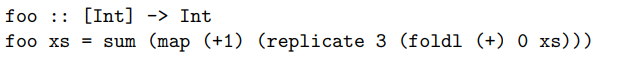 foo :: [Int] -> Int
foo xs = sum (map (+1) (replicate 3 (foldl (+) 0 xs)))